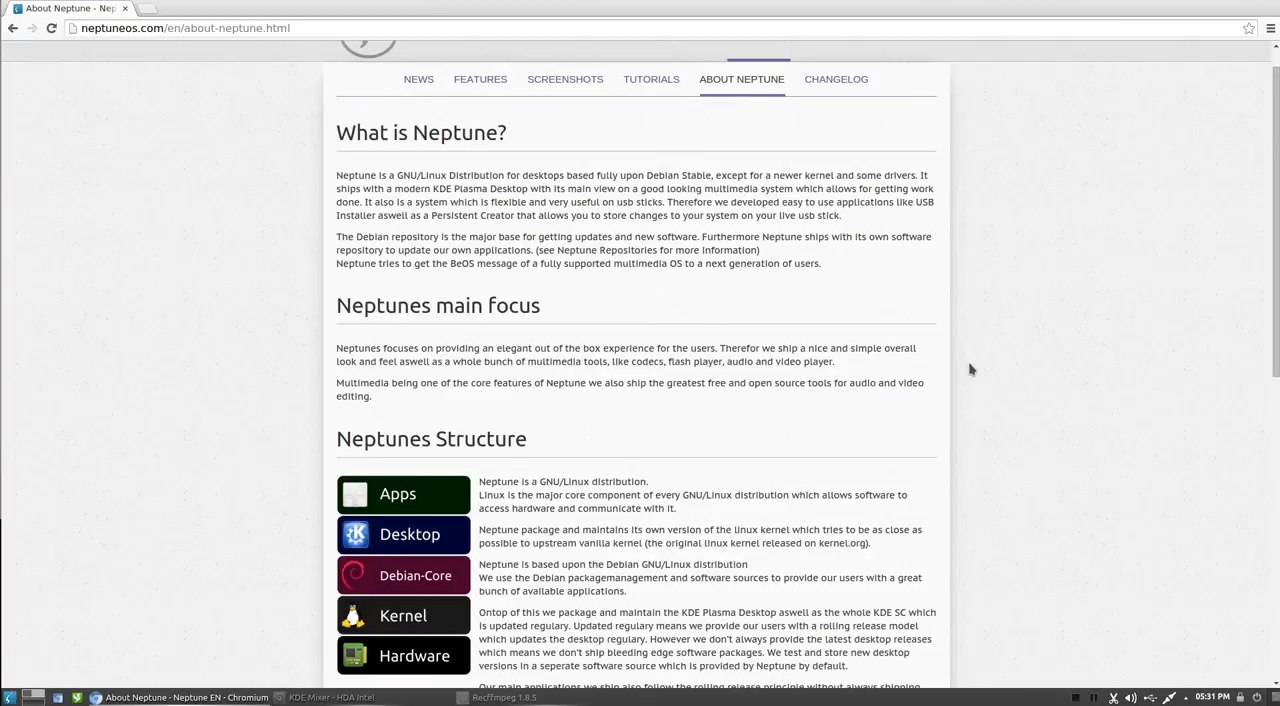 About Neptune - Nep
neptuneos.com/en/about-neptune.html
NEWS FEATURES SCREENSHOTS TUTORIALS ABOUT NEPTUNE CHANGELOG
What is Neptune?
Neptune is a GNU/Linux Distribution for desktops based fully upon Debian Stable, except for a newer kernel and some drivers. It
ships with a modern KDE Plasma Desktop with its main view on a good looking multimedia system which allows for getting work
done. It also is a system which is flexible and very useful on usb sticks. Therefore we developed easy to use applications like USB
Installer aswell as a Persistent Creator that allows you to store changes to your system on your live usb stick.
The Debian repository is the major base for getting updates and new software. Furthermore Neptune ships with its own software
repository to update our own applications. (see Neptune Repositories for more Information)
Neptune tries to get the BeOS message of a fully supported multimedia OS to a next generation of users.
Neptunes main focus
Neptunes focuses on providing an elegant out of the box experience for the users. Therefor we ship a nice and simple overall
look and feel aswell as a whole bunch of multimedia tools, like codecs, flash player, audio and video player.
Multimedia being one of the core features of Neptune we also ship the greatest free and open source tools for audio and video
editing.
Neptunes Structure
Apps
Desktop
Debian-Core
Kernel
Hardware
Neptune is a GNU/Linux distribution.
Linux is the major core component of every GNU/Linux distribution which allows software to
access hardware and communicate with it.
Neptune package and maintains its own version of the linux kernel which tries to be as close as
possible to upstream vanilla kernel (the original linux kernel released on kernel.org).
Neptune is based upon the Debian GNU/Linux distribution
We use the Debian packagemanagement and software sources to provide our users with a great
bunch of available applications.
Ontop of this we package and maintain the KDE Plasma Desktop aswell as the whole KDE SC which
is updated regulary. Updated regulary means we provide our users with a rolling release model
which updates the desktop regulary. However we don't always provide the latest desktop releases
which means we don't ship bleeding edge software packages. We test and store new desktop
versions in a seperate software source which is provided by Neptune by default.
Our main applications we ship also follow the rolling release principle without always shipping
About Neptune - Neptune EN - Chromium KDE Mixer - HDA Intel Recffmpeg 1.8.5 05:31 PM